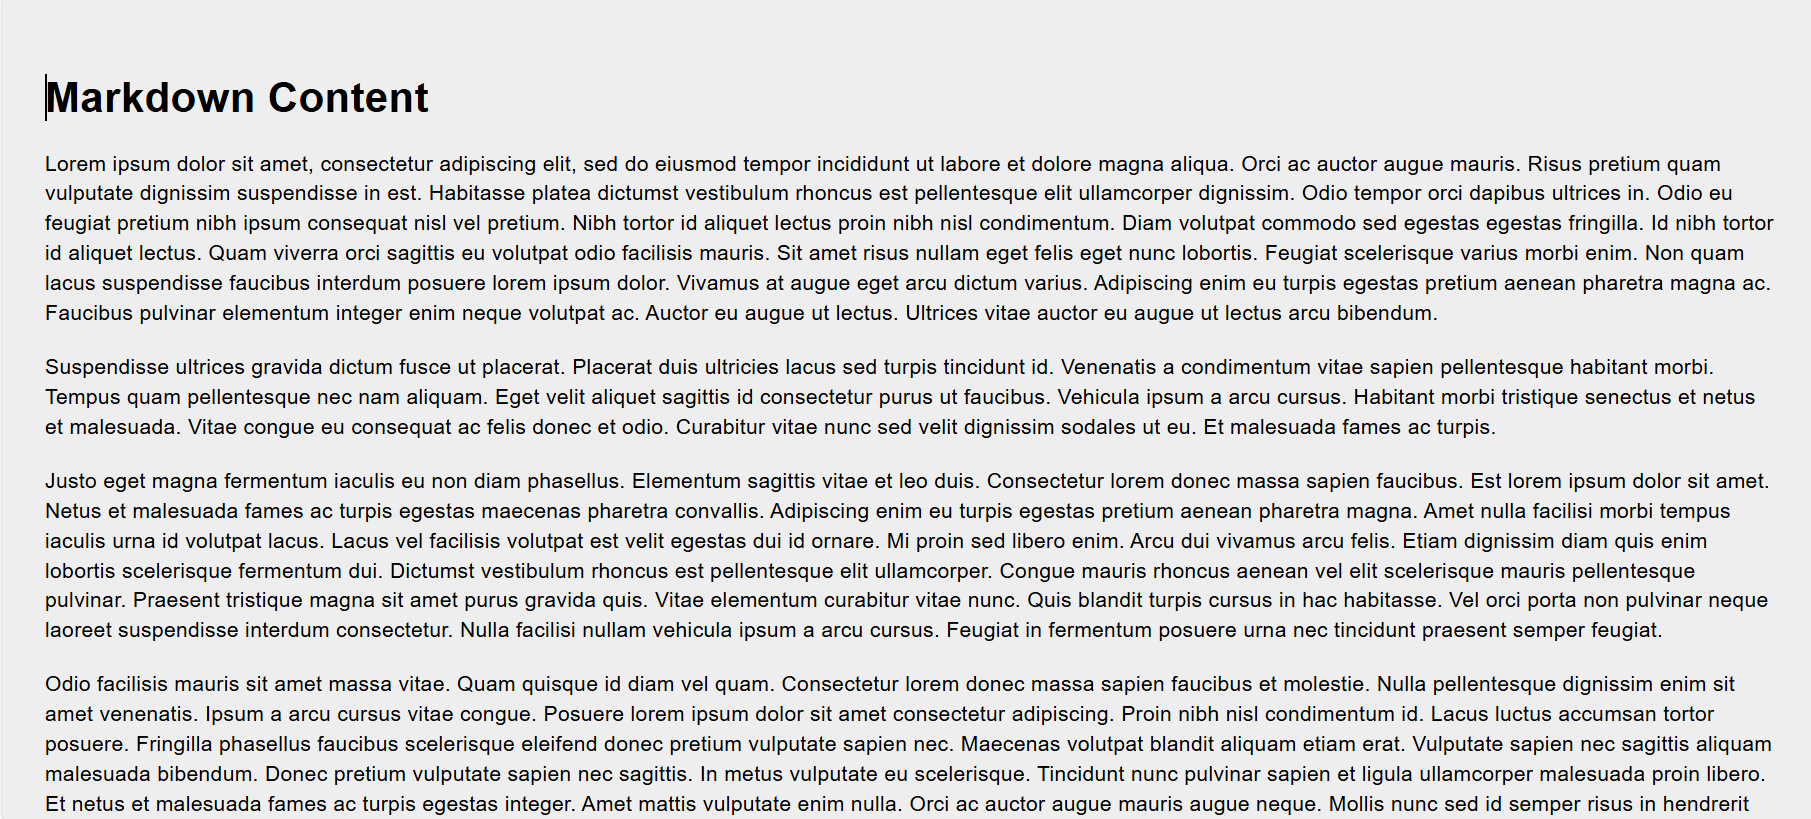 Markdown Content
Lorem ipsum dolor sit amet, consectetur adipiscing elit, sed do eiusmod tempor incididunt ut labore et dolore magna aliqua. Orci ac auctor augue mauris. Risus pretium quam
vulputate dignissim suspendisse in est. Habitasse platea dictumst vestibulum rhoncus est pellentesque elit ullamcorper dignissim. Odio tempor orci dapibus ultrices in. Odio eu
feugiat pretium nibh ipsum consequat nisl vel pretium. Nibh tortor id aliquet lectus proin nibh nisl condimentum. Diam volutpat commodo sed egestas egestas fringilla. Id nibh tortor
id aliquet lectus. Quam viverra orci sagittis eu volutpat odio facilisis mauris. Sit amet risus nullam eget felis eget nunc lobortis. Feugiat scelerisque varius morbi enim. Non quam
lacus suspendisse faucibus interdum posuere lorem ipsum dolor. Vivamus at augue eget arcu dictum varius. Adipiscing enim eu turpis egestas pretium aenean pharetra magna ac.
Faucibus pulvinar elementum integer enim neque volutpat ac. Auctor eu augue ut lectus. Ultrices vitae auctor eu augue ut lectus arcu bibendum.
Suspendisse ultrices gravida dictum fusce ut placerat. Placerat duis ultricies lacus sed turpis tincidunt id. Venenatis a condimentum vitae sapien pellentesque habitant morbi.
Tempus quam pellentesque nec nam aliquam. Eget velit aliquet sagittis id consectetur purus ut faucibus. Vehicula ipsum a arcu cursus. Habitant morbi tristique senectus et netus
et malesuada. Vitae congue eu consequat ac felis donec et odio. Curabitur vitae nunc sed velit dignissim sodales ut eu. Et malesuada fames ac turpis.
Justo eget magna fermentum iaculis eu non diam phasellus. Elementum sagittis vitae et leo duis. Consectetur lorem donec massa sapien faucibus. Est lorem ipsum dolor sit amet.
Netus et malesuada fames ac turpis egestas maecenas pharetra convallis. Adipiscing enim eu turpis egestas pretium aenean pharetra magna. Amet nulla facilisi morbi tempus
iaculis urna id volutpat lacus. Lacus vel facilisis volutpat est velit egestas dui id ornare. Mi proin sed libero enim. Arcu dui vivamus arcu felis. Etiam dignissim diam quis enim
lobortis scelerisque fermentum dui. Dictumst vestibulum rhoncus est pellentesque elit ullamcorper. Congue mauris rhoncus aenean vel elit scelerisque mauris pellentesque
pulvinar. Praesent tristique magna sit amet purus gravida quis. Vitae elementum curabitur vitae nunc. Quis blandit turpis cursus in hac habitasse. Vel orci porta non pulvinar neque
laoreet suspendisse interdum consectetur. Nulla facilisi nullam vehicula ipsum a arcu cursus. Feugiat in fermentum posuere urna nec tincidunt praesent semper feugiat.
Odio facilisis mauris sit amet massa vitae. Quam quisque id diam vel quam. Consectetur lorem donec massa sapien faucibus et molestie. Nulla pellentesque dignissim enim sit
amet venenatis. Ipsum a arcu cursus vitae congue. Posuere lorem ipsum dolor sit amet consectetur adipiscing. Proin nibh nisl condimentum id. Lacus luctus accumsan tortor
posuere. Fringilla phasellus faucibus scelerisque eleifend donec pretium vulputate sapien nec. Maecenas volutpat blandit aliquam etiam erat. Vulputate sapien nec sagittis aliquam
malesuada bibendum. Donec pretium vulputate sapien nec sagittis. In metus vulputate eu scelerisque. Tincidunt nunc pulvinar sapien et ligula ullamcorper malesuada proin libero.
Et netus et malesuada fames ac turpis egestas integer. Amet mattis vulputate enim nulla. Orci ac auctor augue mauris augue neque. Mollis nunc sed id semper risus in hendrerit